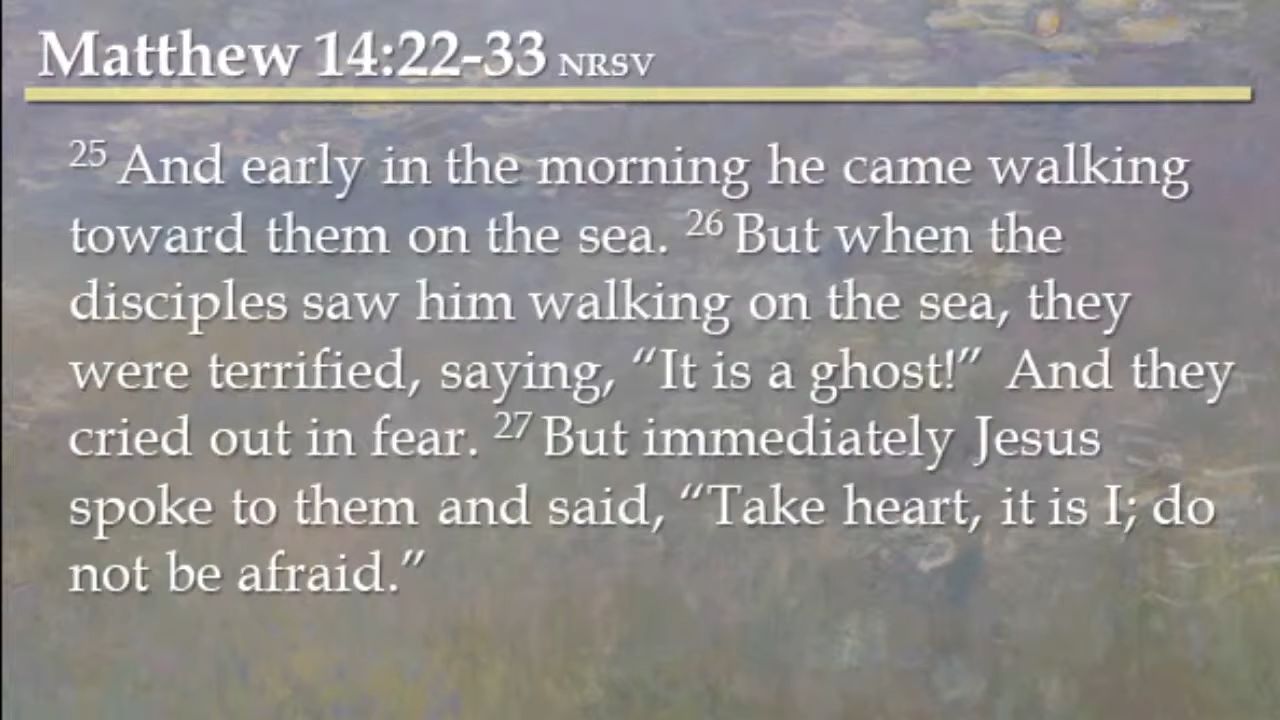 Matthew 14:22-33 NRSV
25 And early in the morning he came walking
toward them on the sea. 26 But when the
disciples saw him walking on the sea, they
were terrified, saying, “It is a ghost!” And they
cried out in fear. 27 But immediately Jesus
spoke to them and said, “Take heart, it is I; do
not be afraid.”